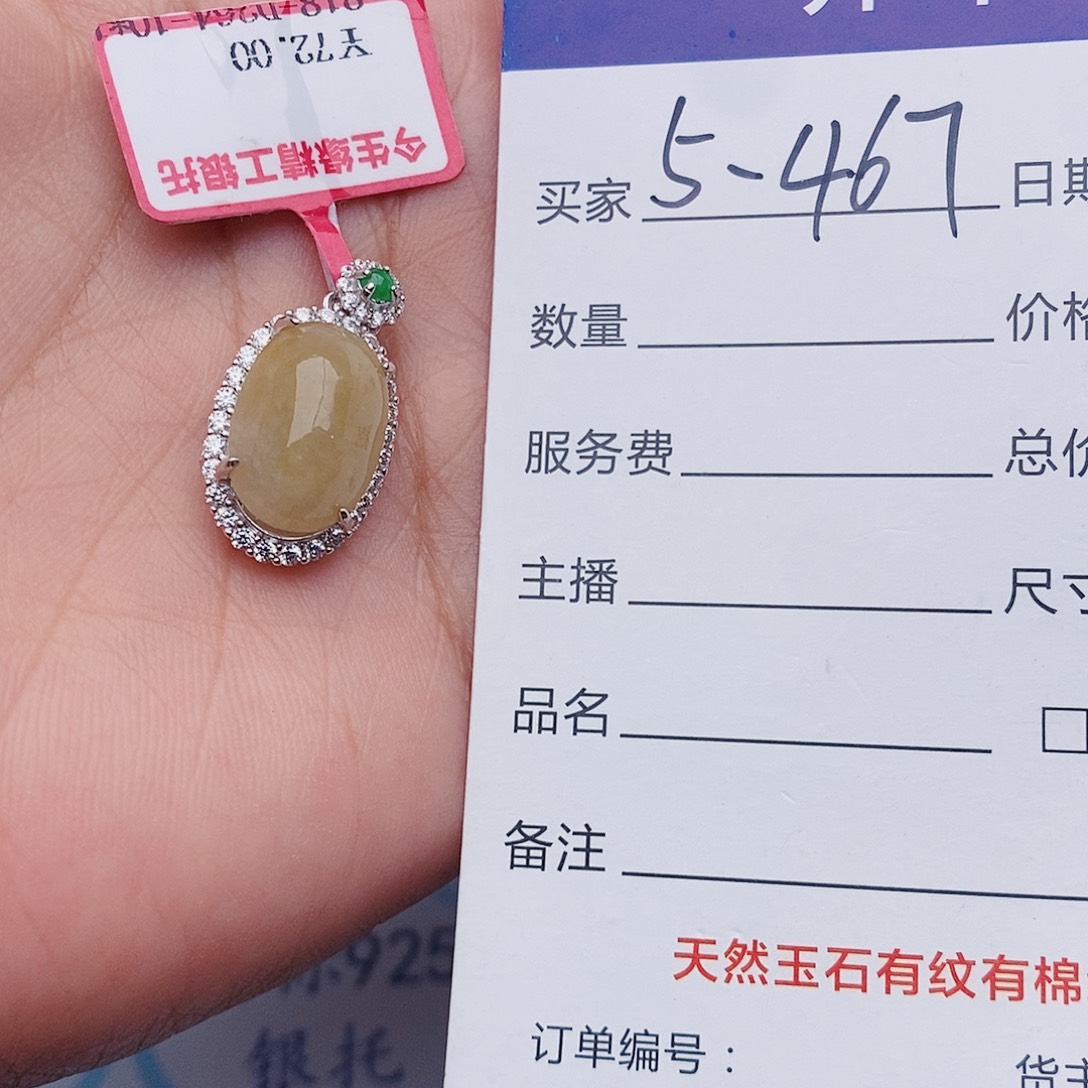 ¥72.00
今生缘精工银托
买家 5-467 日期
数量 价格
服务费 总价
主播 尺寸
品名 □
备注
天然玉石有纹有棉
订单编号： 货主
925
银托